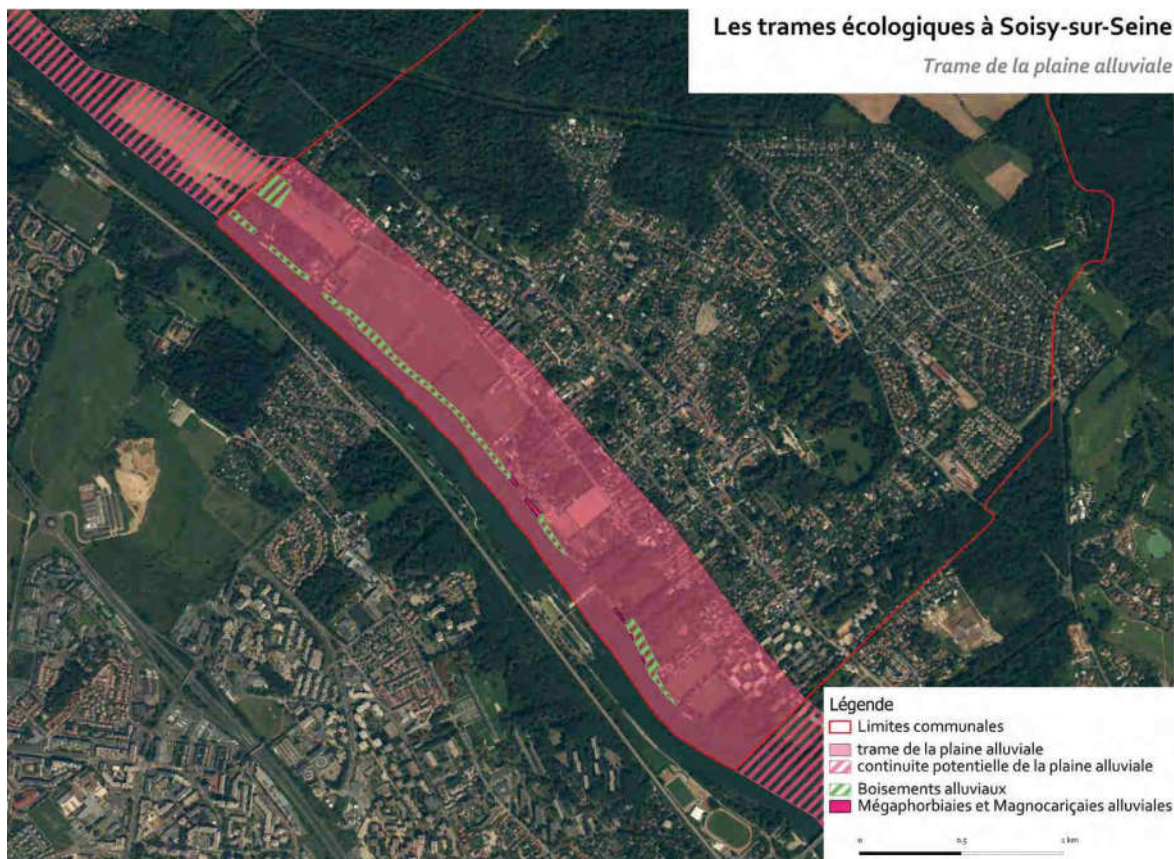 Les trames écologiques à Soisy-sur-Seine
Trame de la plaine alluviale
Légende
Limites communales
trame de la plaine alluviale
continuite potentielle de la plaine alluviale
Boisements alluviaux
Mégaphorbiaies et Magnocariçaies alluviales
0 0,5 1 km